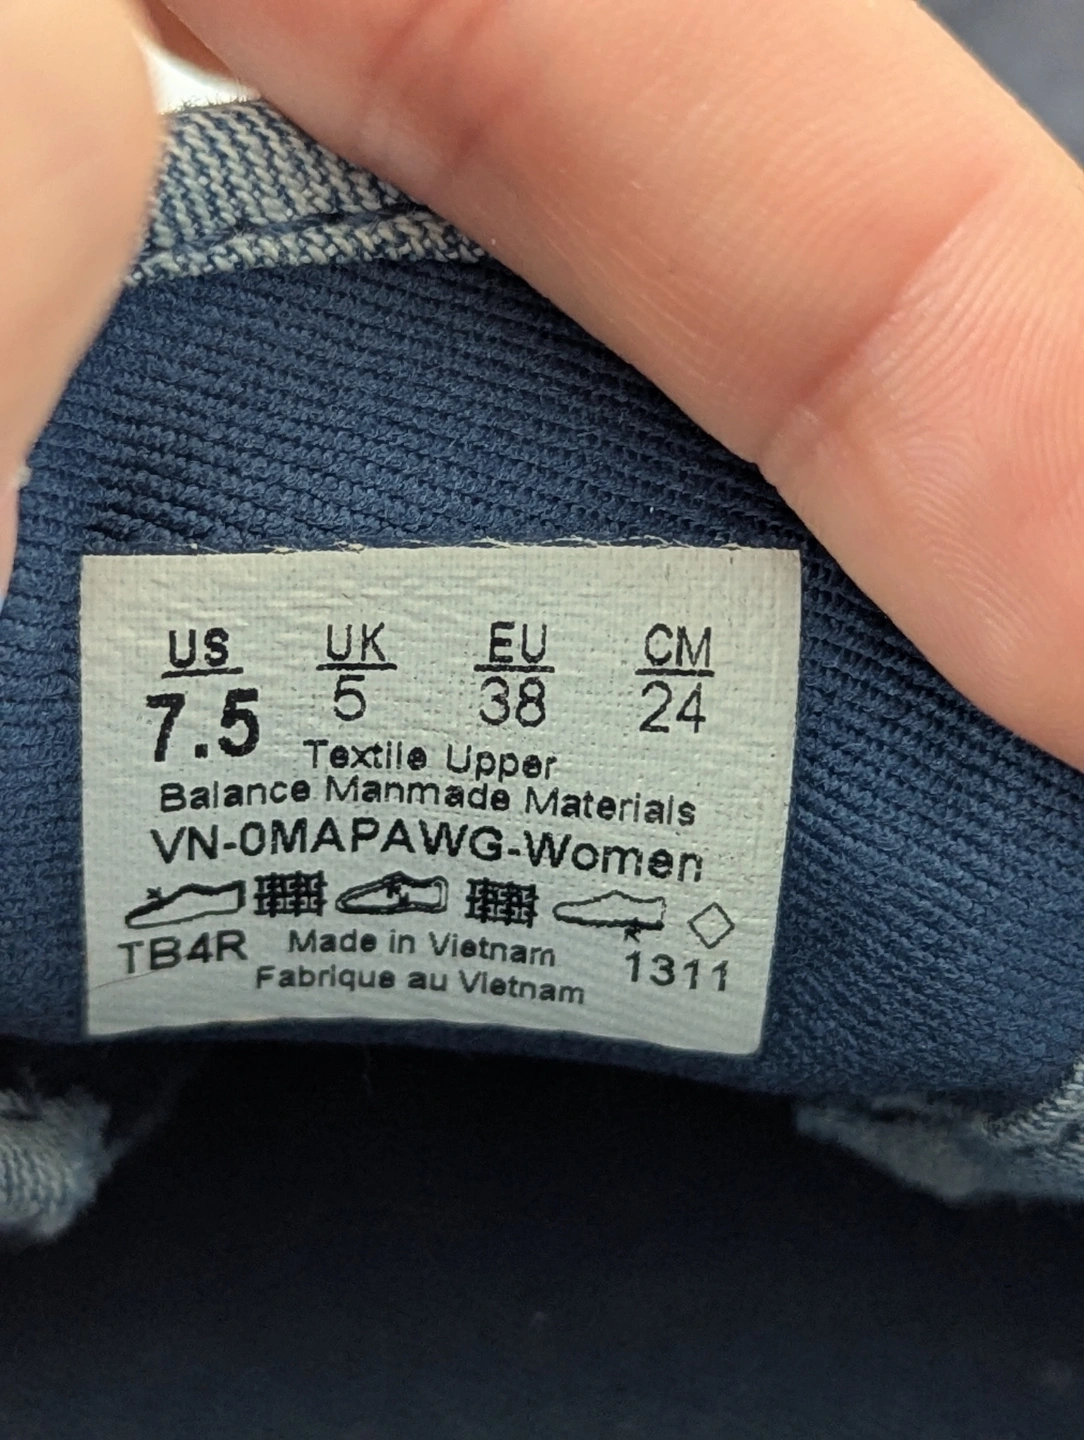 US UK EU CM
7.5 5 38 24
Textile Upper
Balance Manmade Materials
VN-0MAPAWG-Women
TB4R Made in Vietnam 1311
Fabrique au Vietnam